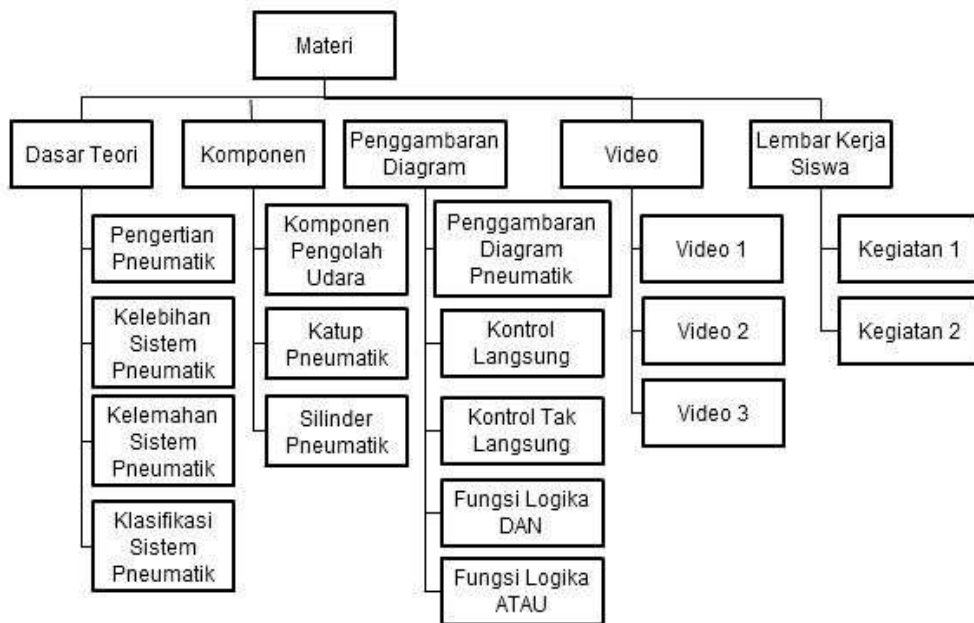 Materi
Dasar Teori
Komponen
Penggambaran
Diagram
Video
Lembar Kerja
Siswa
Pengertian
Pneumatik
Kelebihan
Sistem
Pneumatik
Kelemahan
Sistem
Pneumatik
Klasifikasi
Sistem
Pneumatik
Komponen
Pengolah
Udara
Katup
Pneumatik
Silinder
Pneumatik
Penggambaran
Diagram
Pneumatik
Kontrol
Langsung
Kontrol Tak
Langsung
Fungsi Logika
DAN
Fungsi Logika
ATAU
Video 1
Video 2
Video 3
Kegiatan 1
Kegiatan 2